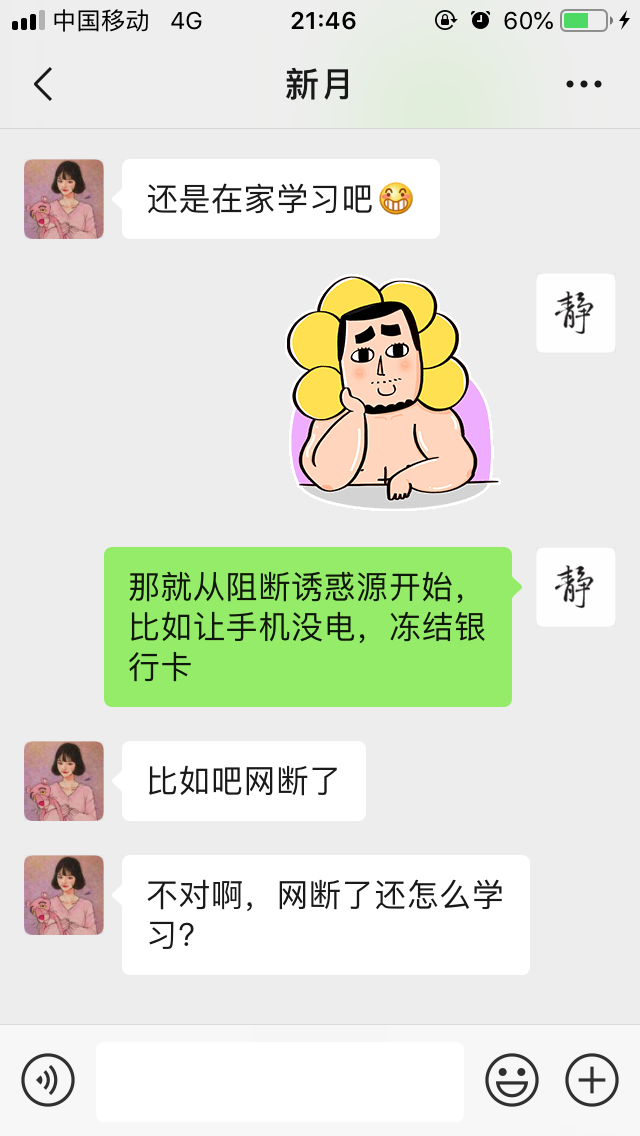 中国移动 4G 21:46 60%
新月
还是在家学习吧
静
那就从阻断诱惑源开始，
比如让手机没电，冻结银
行卡
静
比如吧网断了
不对啊，网断了还怎么学
习？